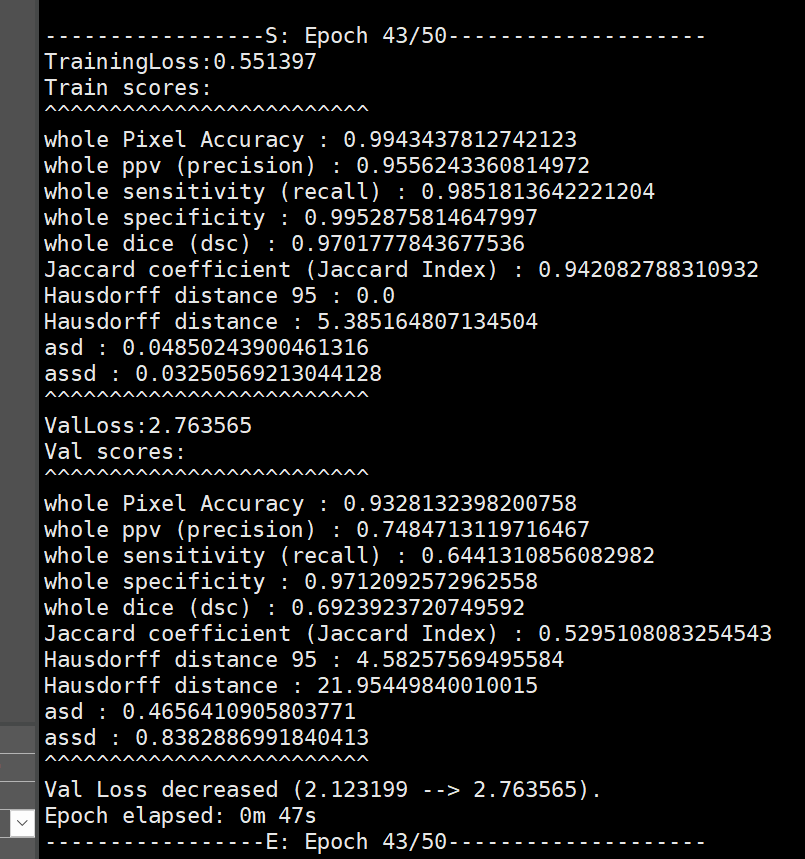 -----------------S: Epoch 43/50--------------------
TrainingLoss:0.551397
Train scores:
^^^^^^^^^^^^^^^^^^^^^^^^^
whole Pixel Accuracy : 0.9943437812742123
whole ppv (precision) : 0.9556243360814972
whole sensitivity (recall) : 0.9851813642221204
whole specificity : 0.9952875814647997
whole dice (dsc) : 0.9701777843677536
Jaccard coefficient (Jaccard Index) : 0.942082788310932
Hausdorff distance 95 : 0.0
Hausdorff distance : 5.385164807134504
asd : 0.04850243900461316
assd : 0.03250569213044128
^^^^^^^^^^^^^^^^^^^^^^^^^
ValLoss:2.763565
Val scores:
^^^^^^^^^^^^^^^^^^^^^^^^^
whole Pixel Accuracy : 0.9328132398200758
whole ppv (precision) : 0.7484713119716467
whole sensitivity (recall) : 0.6441310856082982
whole specificity : 0.9712092572962558
whole dice (dsc) : 0.6923923720749592
Jaccard coefficient (Jaccard Index) : 0.5295108083254543
Hausdorff distance 95 : 4.58257569495584
Hausdorff distance : 21.95449840010015
asd : 0.4656410905803771
assd : 0.8382886991840413
^^^^^^^^^^^^^^^^^^^^^^^^^
Val Loss decreased (2.123199 --> 2.763565).
Epoch elapsed: 0m 47s
-----------------E: Epoch 43/50--------------------